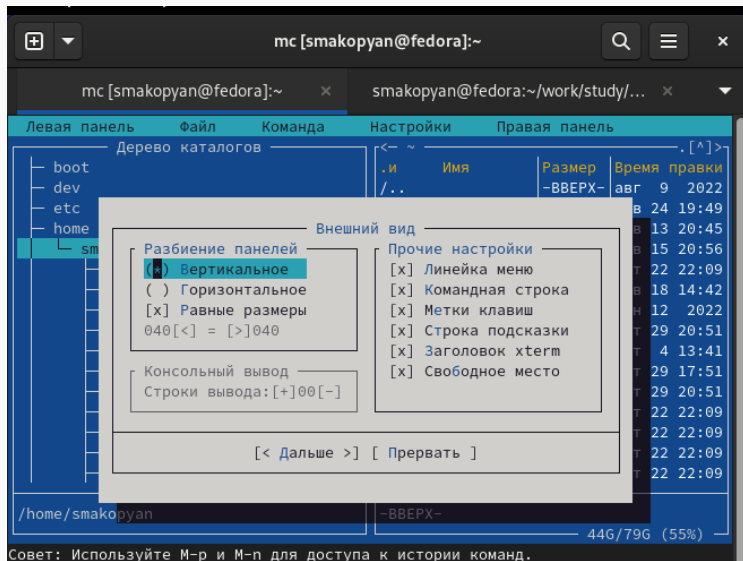 mc [smakopyan@fedora]:~
mc [smakopyan@fedora]:~ × smakopyan@fedora:~/work/study/... ×
Левая панель Файл Команда Настройки Правая панель
Дерево каталогов <— ~ .[^]>
.и Имя Размер Время правки
boot
/.. -ВВЕРХ- авг 9 2022
dev
etc 24 19:49
home 13 20:45
15 20:56
22 22:09
18 14:42
12 2022
29 20:51
4 13:41
29 17:51
29 20:51
22 22:09
22 22:09
22 22:09
22 22:09
Внешний вид
Разбиение панелей
(*) Вертикальное
( ) Горизонтальное
[x] Равные размеры
040[<] = [>]040
Консольный вывод
Строки вывода:[+]00[-]
Прочие настройки
[x] Линейка меню
[x] Командная строка
[x] Метки клавиш
[x] Строка подсказки
[x] Заголовок xterm
[x] Свободное место
[< Дальше >] [ Прервать ]
/home/smakopyan -ВВЕРХ-
44G/79G (55%)
Совет: Используйте M-p и M-n для доступа к истории команд.